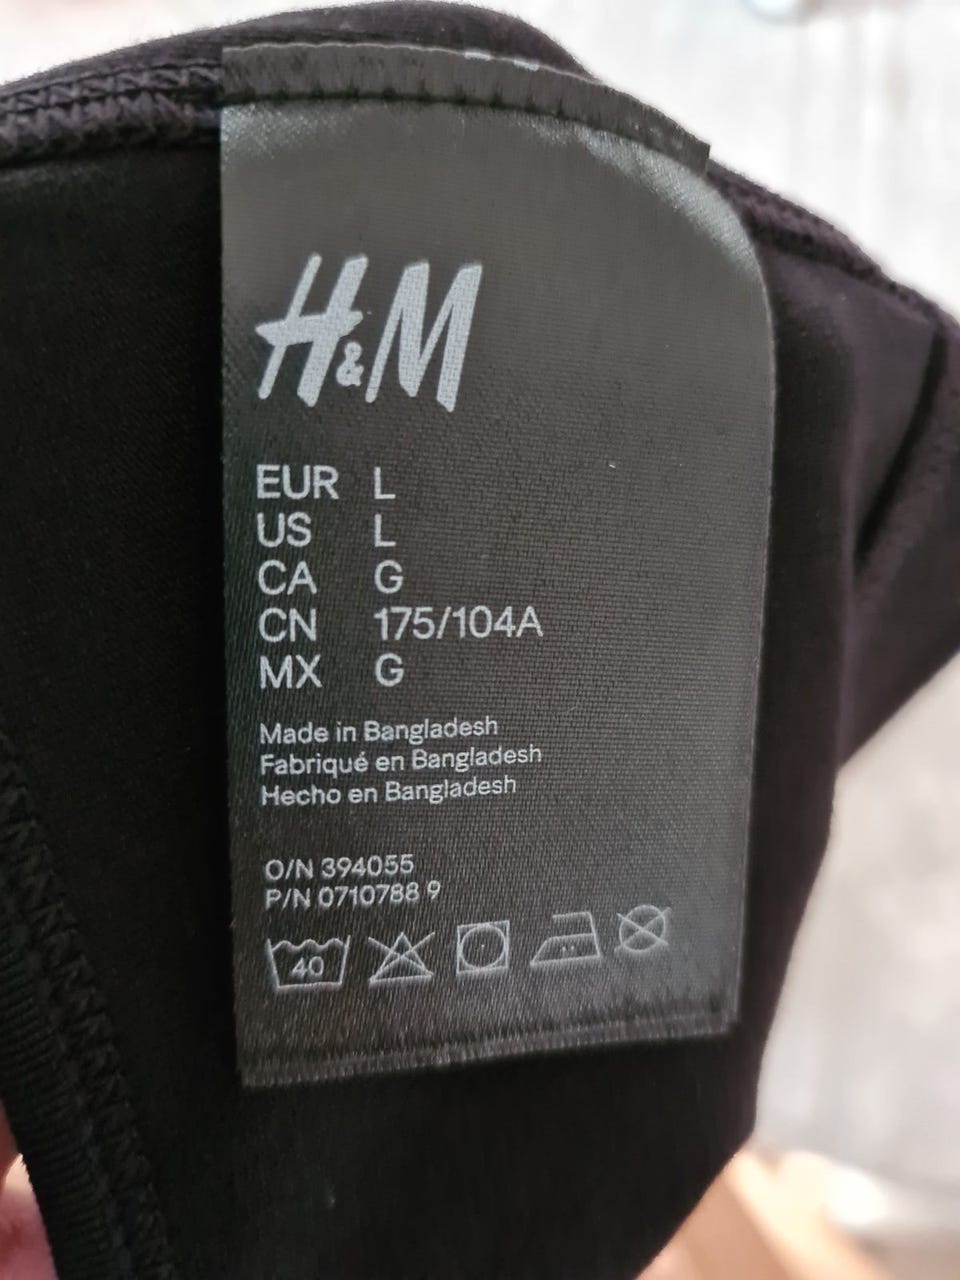 H&M
EUR L
US L
CA G
CN 175/104A
MX G
Made in Bangladesh
Fabriqué en Bangladesh
Hecho en Bangladesh
O/N 394055
P/N 0710788 9
40